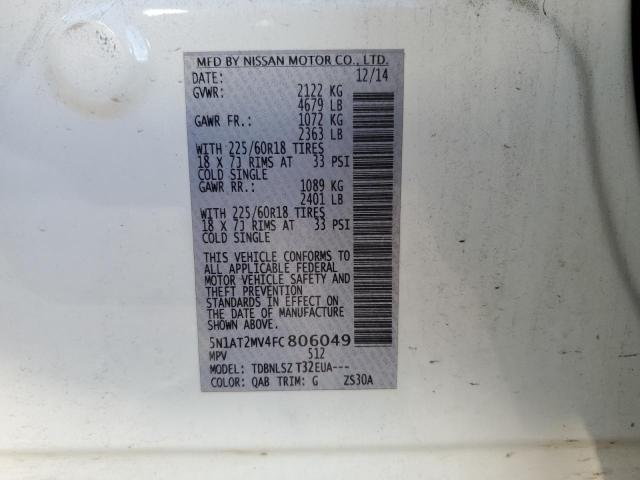 MFD BY NISSAN MOTOR CO., LTD.
DATE: 12/14
GVWR: 2122 KG
4679 LB
GAWR FR.: 1072 KG
2363 LB
WITH 225/60R18 TIRES
18 X 7J RIMS AT 33 PSI
COLD SINGLE
GAWR RR.: 1089 KG
2401 LB
WITH 225/60R18 TIRES
18 X 7J RIMS AT 33 PSI
COLD SINGLE
THIS VEHICLE CONFORMS TO
ALL APPLICABLE FEDERAL
MOTOR VEHICLE SAFETY AND
THEFT PREVENTION
STANDARDS IN EFFECT ON
THE DATE OF MANUFACTURE
SHOWN ABOVE.
5N1AT2MV4FC806049
MPV 512
MODEL: TDBNLSZ T32EUA---
COLOR: QAB TRIM: G ZS30A